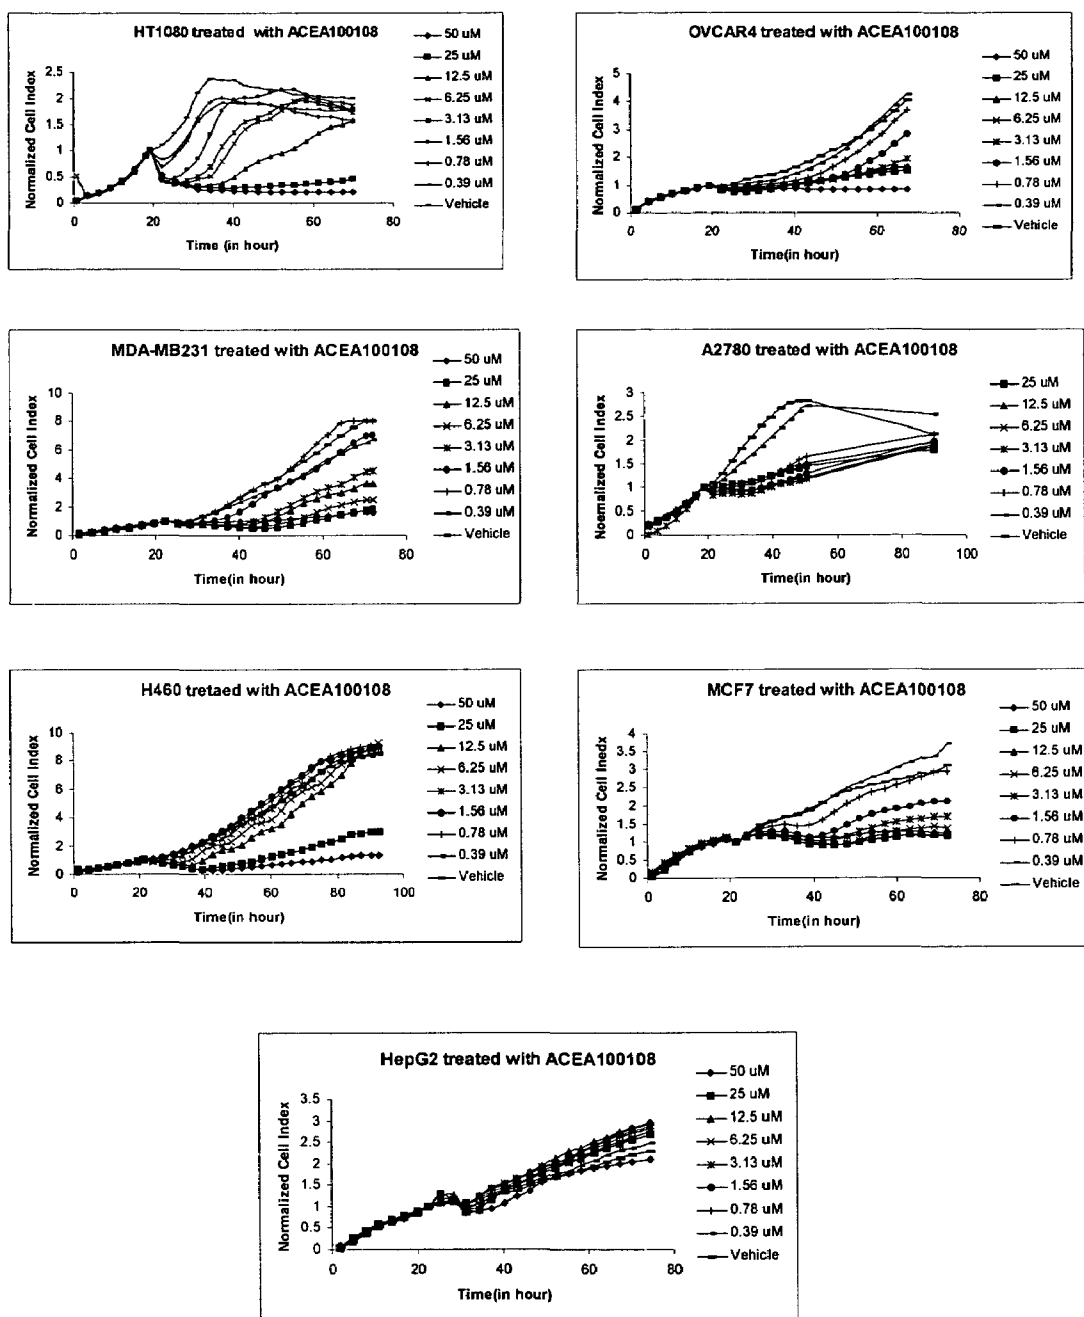 HT1080 treated with ACEA100108
Normalized Cell Index
2.5
2
1.5
1
0.5
0
0 20 40 60 80
Time (in hour)
50 uM
25 uM
12.5 uM
6.25 uM
3.13 uM
1.56 uM
0.78 uM
0.39 uM
Vehicle
OVCAR4 treated with ACEA100108
Normalized Cell Index
5
4
3
2
1
0
0 20 40 60 80
Time(in hour)
50 uM
25 uM
12.5 uM
6.25 uM
3.13 uM
1.56 uM
0.78 uM
0.39 uM
Vehicle
MDA-MB231 treated with ACEA100108
Normalized Cell Index
10
8
6
4
2
0
0 20 40 60 80
Time(in hour)
50 uM
25 uM
12.5 uM
6.25 uM
3.13 uM
1.56 uM
0.78 uM
0.39 uM
Vehicle
A2780 treated with ACEA100108
Noemalized Cell Index
3
2.5
2
1.5
1
0.5
0
0 20 40 60 80 100
Time(in hour)
25 uM
12.5 uM
6.25 uM
3.13 uM
1.56 uM
0.78 uM
0.39 uM
Vehicle
H460 tretaed with ACEA100108
Normalized Cell Index
10
8
6
4
2
0
0 20 40 60 80 100
Time(in hour)
50 uM
25 uM
12.5 uM
6.25 uM
3.13 uM
1.56 uM
0.78 uM
0.39 uM
Vehicle
MCF7 treated with ACEA100108
Normalized Cell Inedx
4
3.5
3
2.5
2
1.5
1
0.5
0
0 20 40 60 80
Time(in hour)
50 uM
25 uM
12.5 uM
6.25 uM
3.13 uM
1.56 uM
0.78 uM
0.39 uM
Vehicle
HepG2 treated with ACEA100108
Normalized Cell Index
3.5
3
2.5
2
1.5
1
0.5
0
0 20 40 60 80
Time(in hour)
50 uM
25 uM
12.5 uM
6.25 uM
3.13 uM
1.56 uM
0.78 uM
0.39 uM
Vehicle